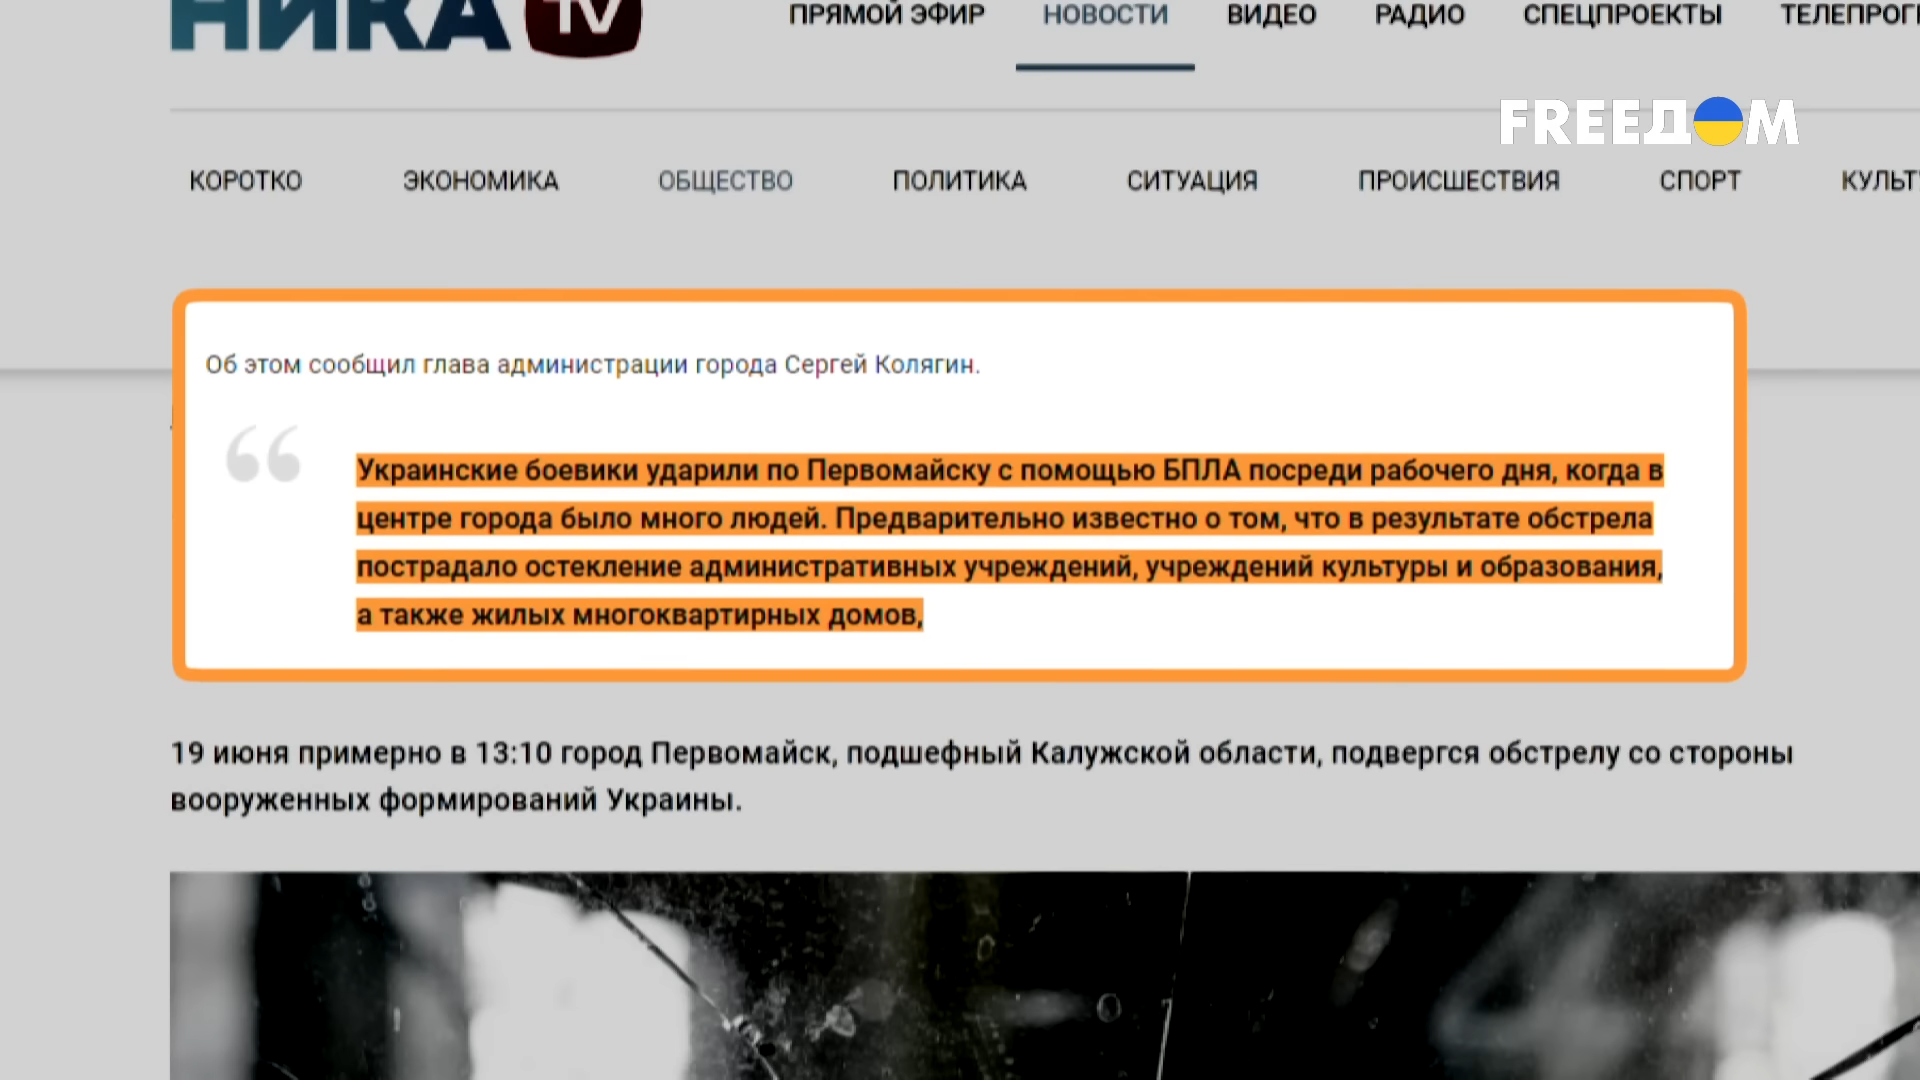 НИКА TV
ПРЯМОЙ ЭФИР НОВОСТИ ВИДЕО РАДИО СПЕЦПРОЕКТЫ ТЕЛЕПРОГ
FREEДOM
КОРОТКО ЭКОНОМИКА ОБЩЕСТВО ПОЛИТИКА СИТУАЦИЯ ПРОИСШЕСТВИЯ СПОРТ КУЛЬТ
Об этом сообщил глава администрации города Сергей Колягин.
Украинские боевики ударили по Первомайску с помощью БПЛА посреди рабочего дня, когда в
центре города было много людей. Предварительно известно о том, что в результате обстрела
пострадало остекление административных учреждений, учреждений культуры и образования,
а также жилых многоквартирных домов,
19 июня примерно в 13:10 город Первомайск, подшефный Калужской области, подвергся обстрелу со стороны
вооруженных формирований Украины.